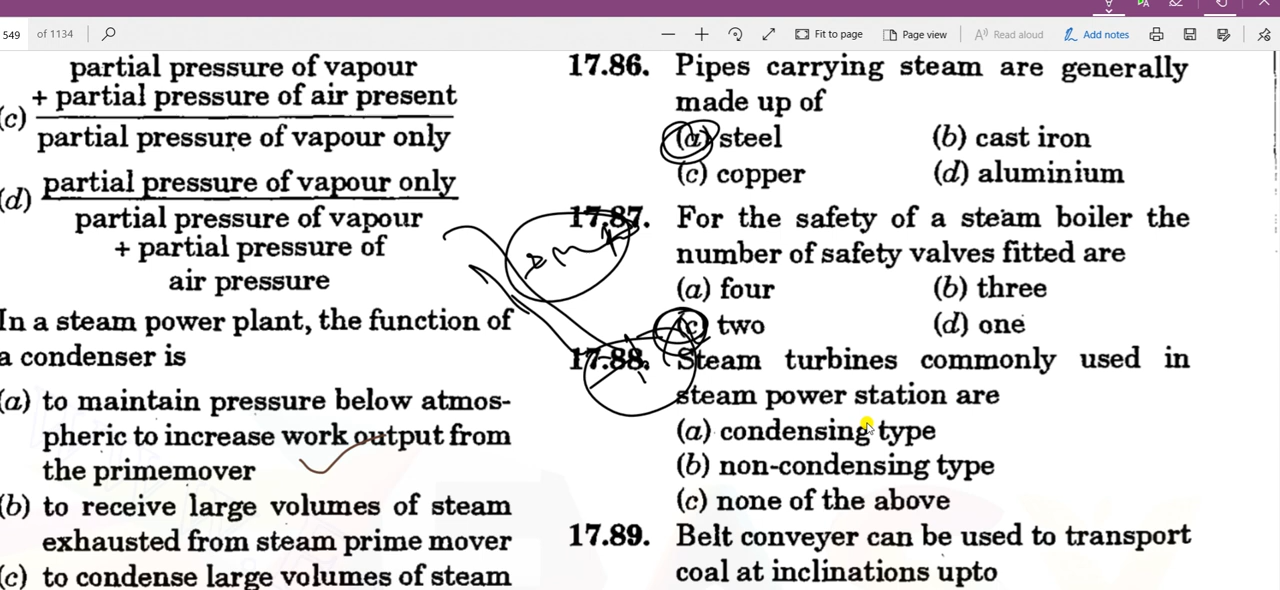 549 of 1134 Fit to page Page view Read aloud Add notes
partial pressure of vapour
+ partial pressure of air present
(c)
partial pressure of vapour only
(d) partial pressure of vapour only
partial pressure of vapour
+ partial pressure of
air pressure
In a steam power plant, the function of
a condenser is
(a) to maintain pressure below atmos-
pheric to increase work output from
the primemover
(b) to receive large volumes of steam
exhausted from steam prime mover
(c) to condense large volumes of steam
17.86. Pipes carrying steam are generally
made up of
(a) steel (b) cast iron
(c) copper (d) aluminium
17.87. For the safety of a steam boiler the
number of safety valves fitted are
(a) four (b) three
(c) two (d) one
17.88. Steam turbines commonly used in
steam power station are
(a) condensing type
(b) non-condensing type
(c) none of the above
17.89. Belt conveyer can be used to transport
coal at inclinations upto